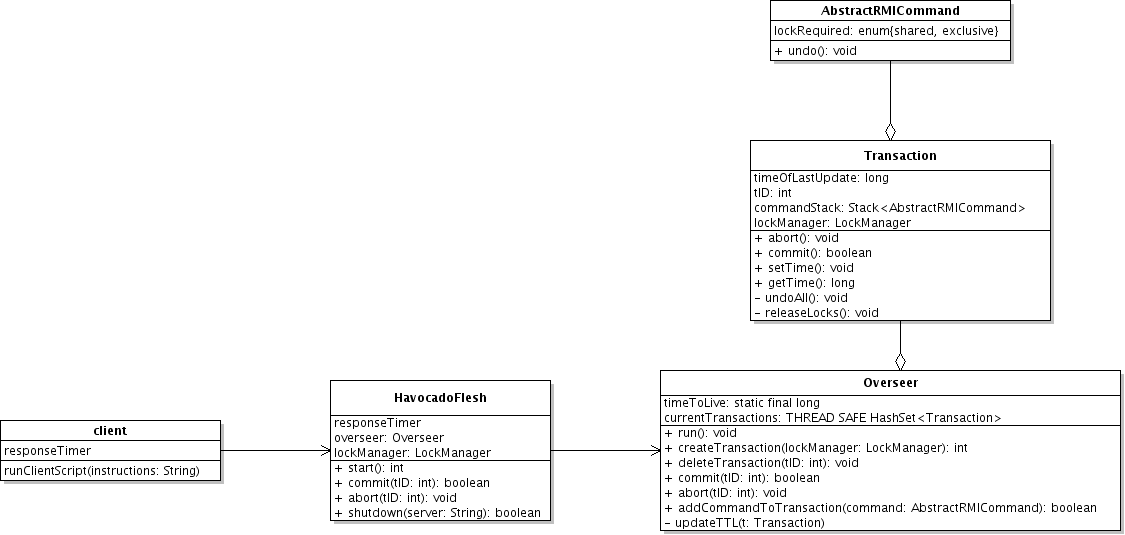 AbstractRMICommand
lockRequired: enum{shared, exclusive}
+ undo(): void
Transaction
timeOfLastUpdate: long
tID: int
commandStack: Stack<AbstractRMICommand>
lockManager: LockManager
+ abort(): void
+ commit(): boolean
+ setTime(): void
+ getTime(): long
- undoAll(): void
- releaseLocks(): void
client
responseTimer
runClientScript(instructions: String)
HavocadoFlesh
responseTimer
overseer: Overseer
lockManager: LockManager
+ start(): int
+ commit(tID: int): boolean
+ abort(tID: int): void
+ shutdown(server: String): boolean
Overseer
timeToLive: static final long
currentTransactions: THREAD SAFE HashSet<Transaction>
+ run(): void
+ createTransaction(lockManager: LockManager): int
+ deleteTransaction(tID: int): void
+ commit(tID: int): boolean
+ abort(tID: int): void
+ addCommandToTransaction(command: AbstractRMICommand): boolean
- updateTTL(t: Transaction)